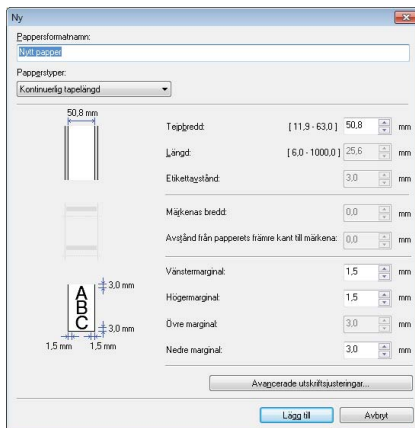 Ny
Pappersformatnamn:
Nytt papper
Papperstyper:
Kontinuerlig tapelängd
50,8 mm
Tejpbredd: [ 11,9 - 63,0 ] 50,8 mm
Längd: [ 6,0 - 1000,0 ] 25,6 mm
Etikettavstånd: 3,0 mm
Märkenas bredd: 0,0 mm
Avstånd från papperets främre kant till märkena: 0,0 mm
Vänstermarginal: 1,5 mm
Högermarginal: 1,5 mm
Övre marginal: 3,0 mm
Nedre marginal: 3,0 mm
A
B
C
3,0 mm
3,0 mm
1,5 mm 1,5 mm
Avancerade utskriftsjusteringar...
Lägg till Avbryt